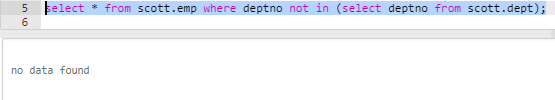 5 select * from scott.emp where deptno not in (select deptno from scott.dept);
6
no data found